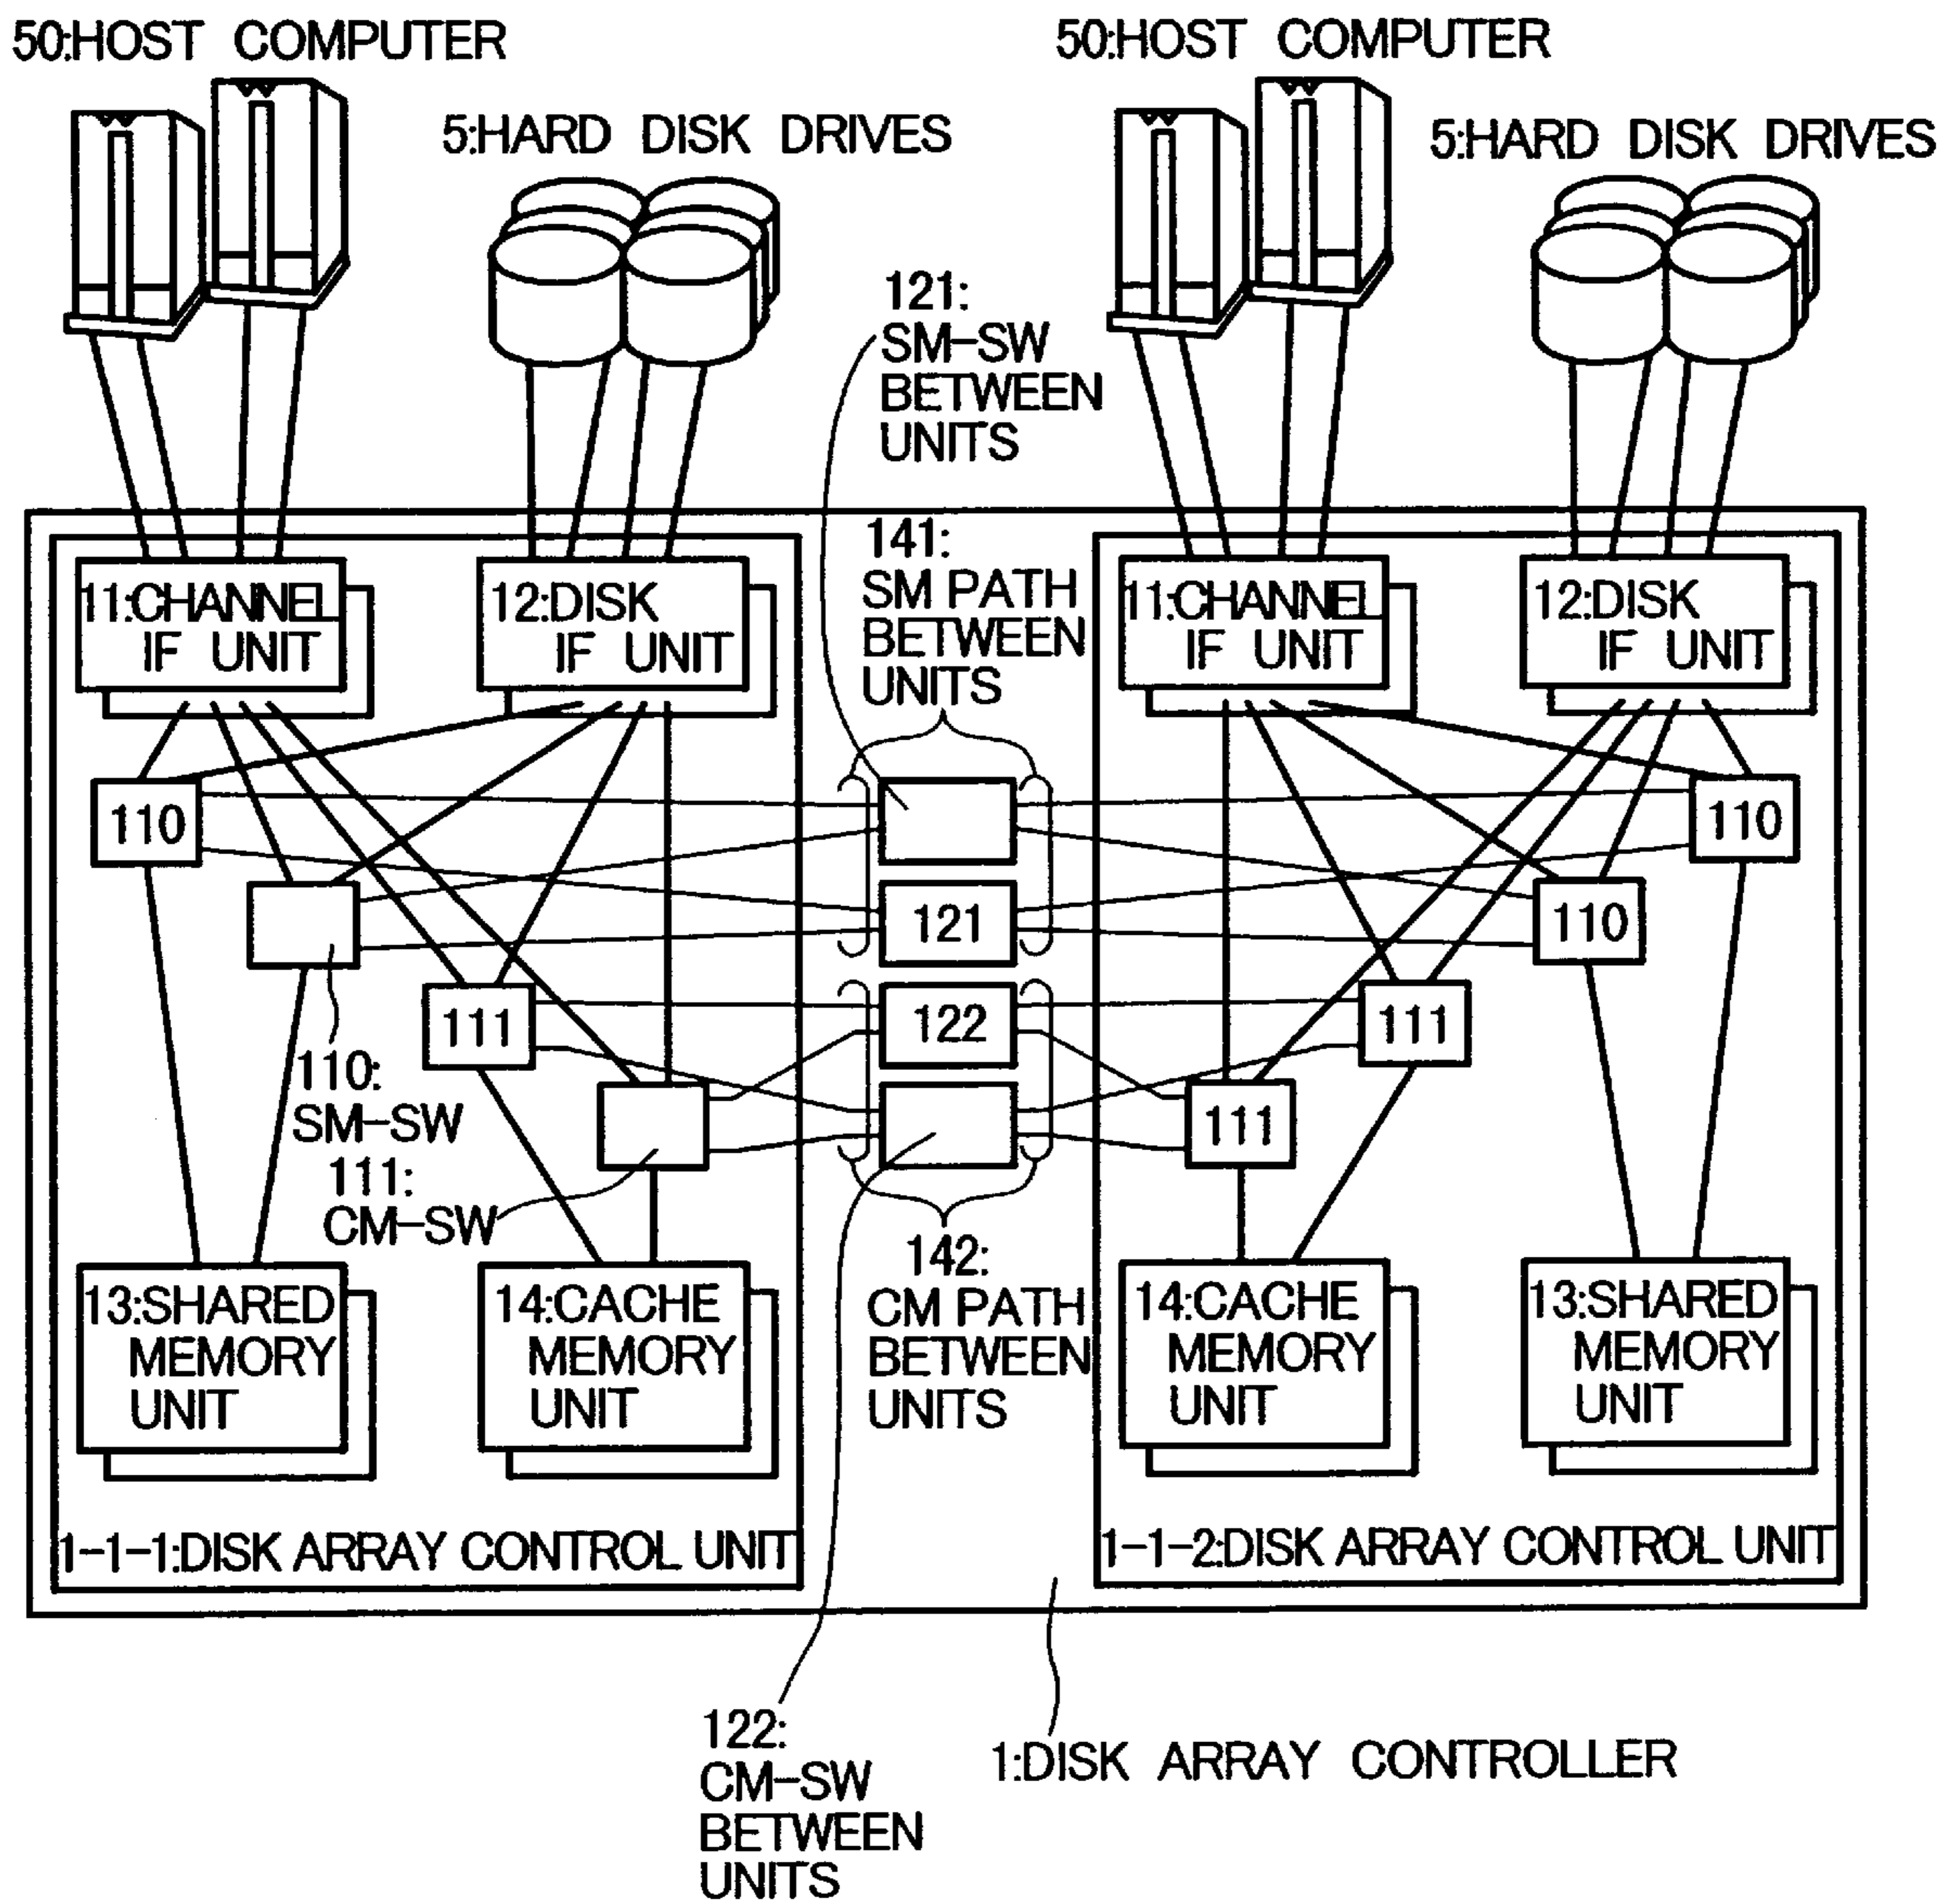 50:HOST COMPUTER
50:HOST COMPUTER
5:HARD DISK DRIVES
5:HARD DISK DRIVES
121:
SM-SW
BETWEEN
UNITS
141:
SM PATH
BETWEEN
UNITS
11:CHANNEL
IF UNIT
12:DISK
IF UNIT
11:CHANNEL
IF UNIT
12:DISK
IF UNIT
110
110
121
110
111
122
111
110:
SM-SW
111
111:
CM-SW
142:
CM PATH
BETWEEN
UNITS
13:SHARED
MEMORY
UNIT
14:CACHE
MEMORY
UNIT
14:CACHE
MEMORY
UNIT
13:SHARED
MEMORY
UNIT
1-1-1:DISK ARRAY CONTROL UNIT
1-1-2:DISK ARRAY CONTROL UNIT
122:
CM-SW
BETWEEN
UNITS
1:DISK ARRAY CONTROLLER